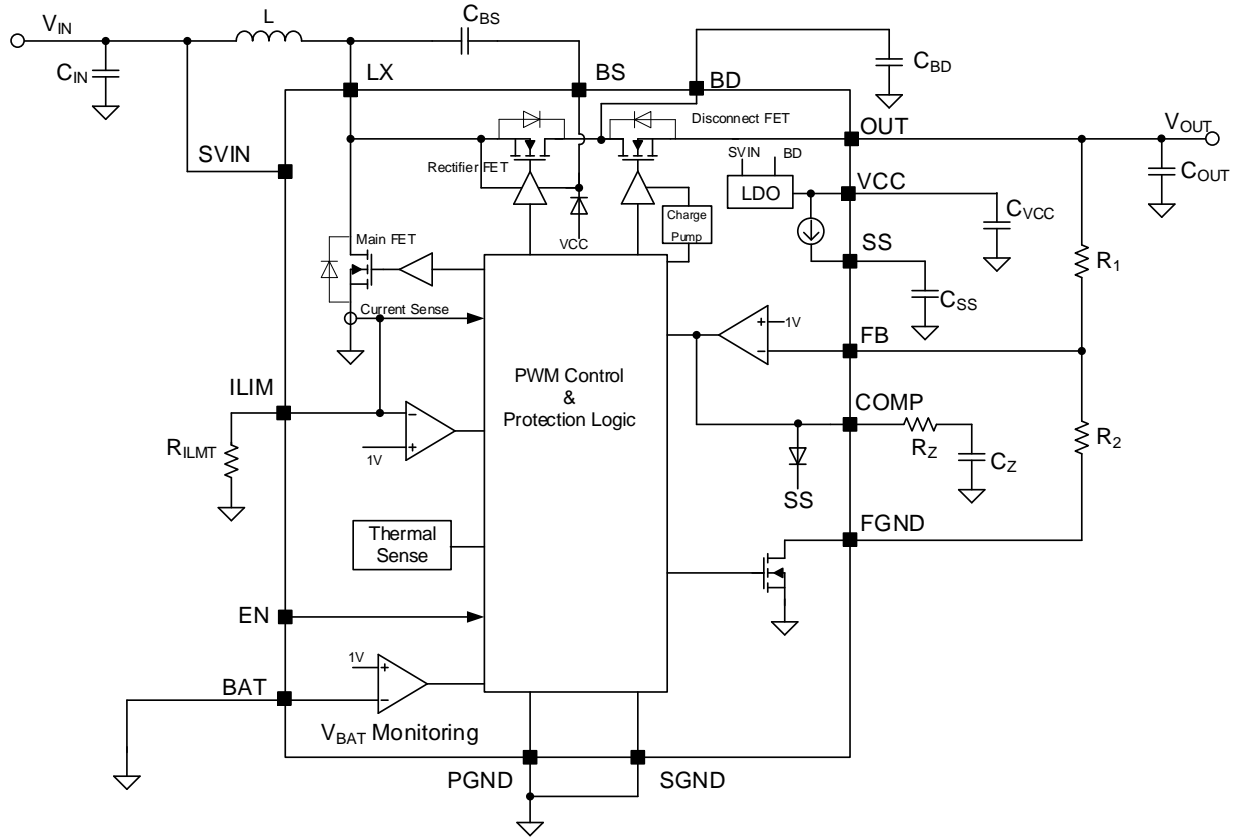 VIN
L
CBS
CIN
LX
BS
BD
CBD
Disconnect FET
OUT
VOUT
SVIN
Rectifier FET
SVIN
BD
LDO
VCC
COUT
CVCC
Charge
Pump
Main FET
VCC
SS
R1
CSS
Current Sense
1V
FB
PWM Control
&
Protection Logic
ILIM
COMP
RILMT
1V
RZ
CZ
R2
SS
FGND
Thermal
Sense
EN
1V
BAT
VBAT Monitoring
PGND
SGND
+
−
+
−
+
−